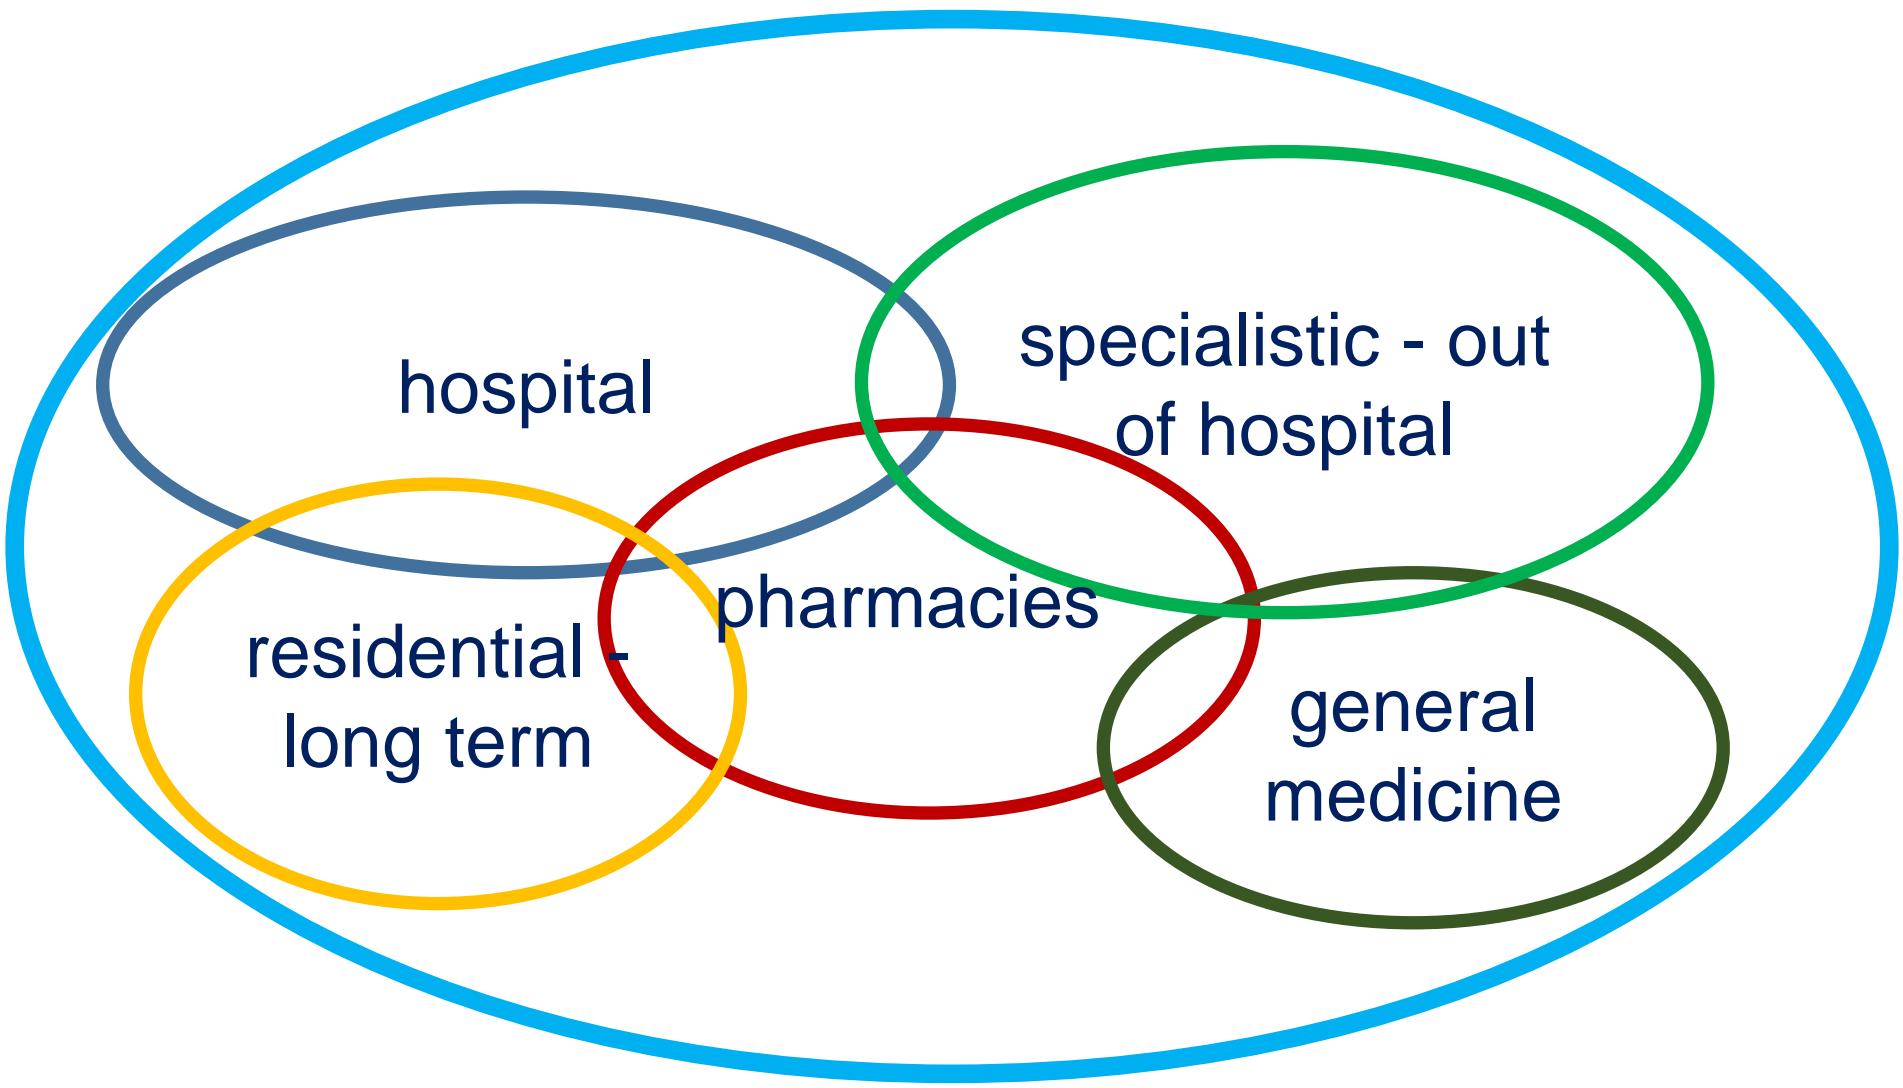 hospital
specialistic - out
of hospital
pharmacies
residential -
long term
general
medicine